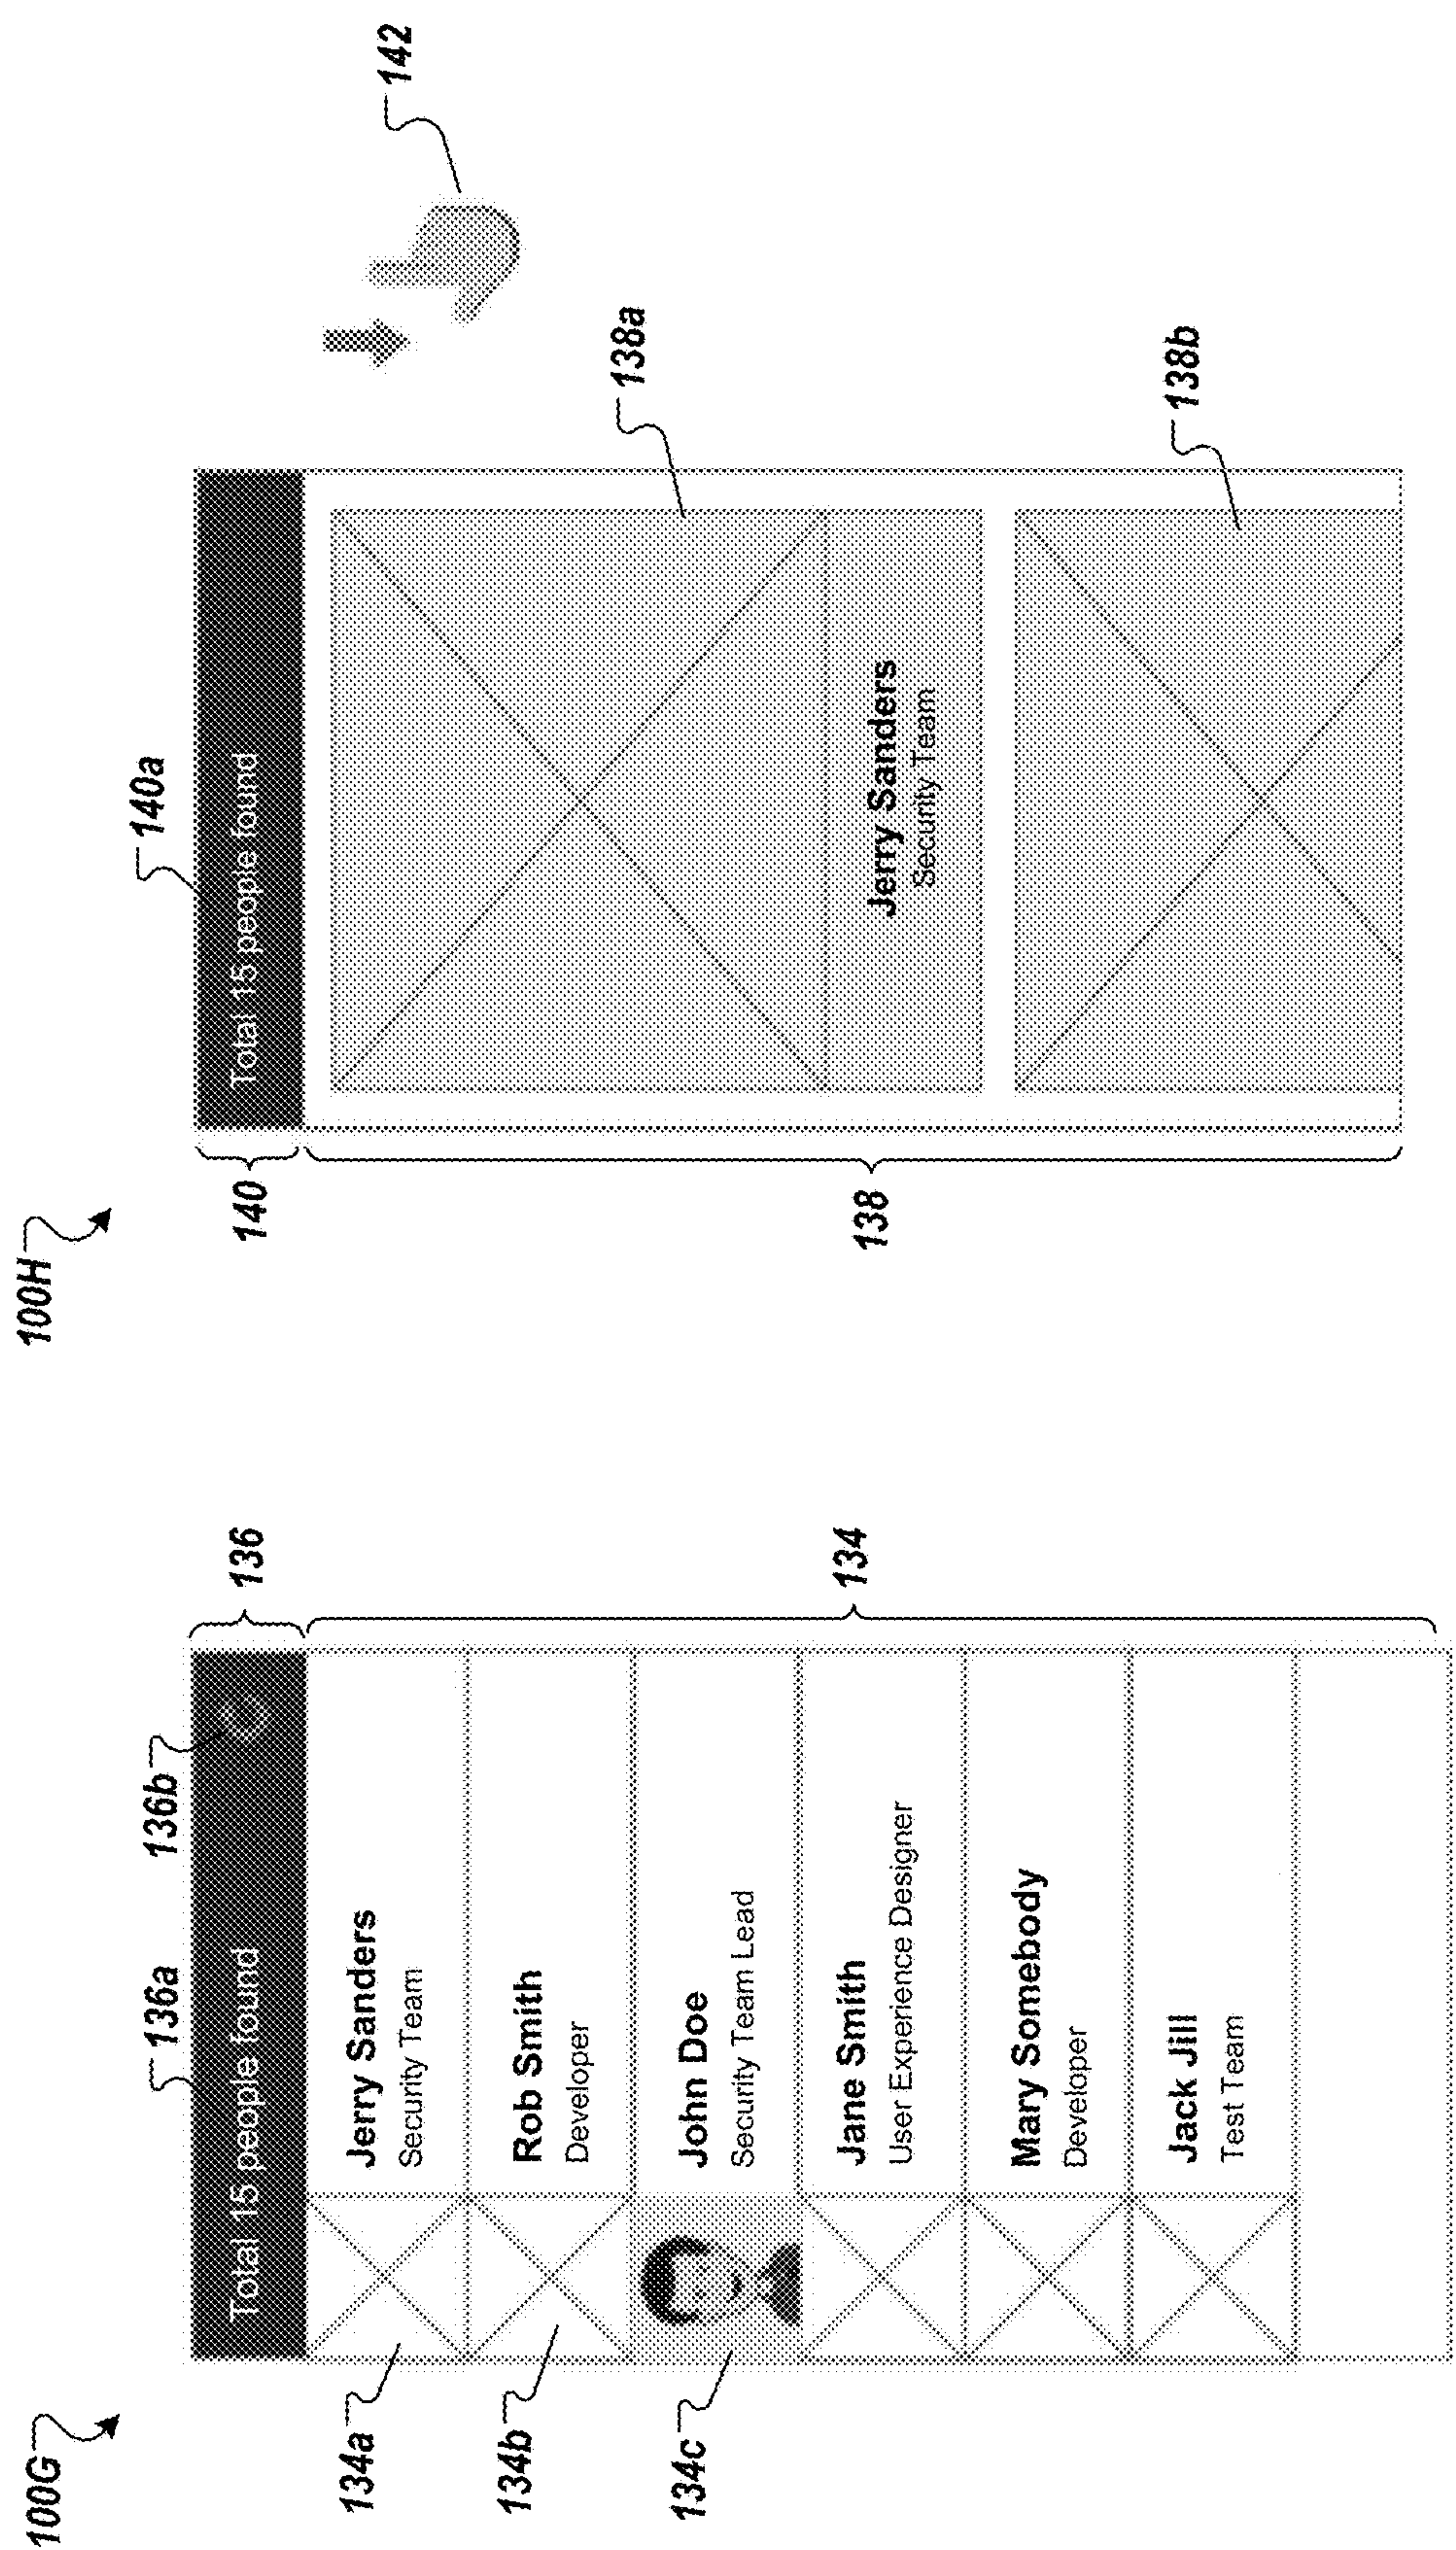 100G
136a
136b
Total 15 people found
136
134a
Jerry Sanders
Security Team
134b
Rob Smith
Developer
134c
John Doe
Security Team Lead
134
Jane Smith
User Experience Designer
Mary Somebody
Developer
Jack Jill
Test Team
100H
140a
140
Total 15 people found
142
138a
138
Jerry Sanders
Security Team
138b